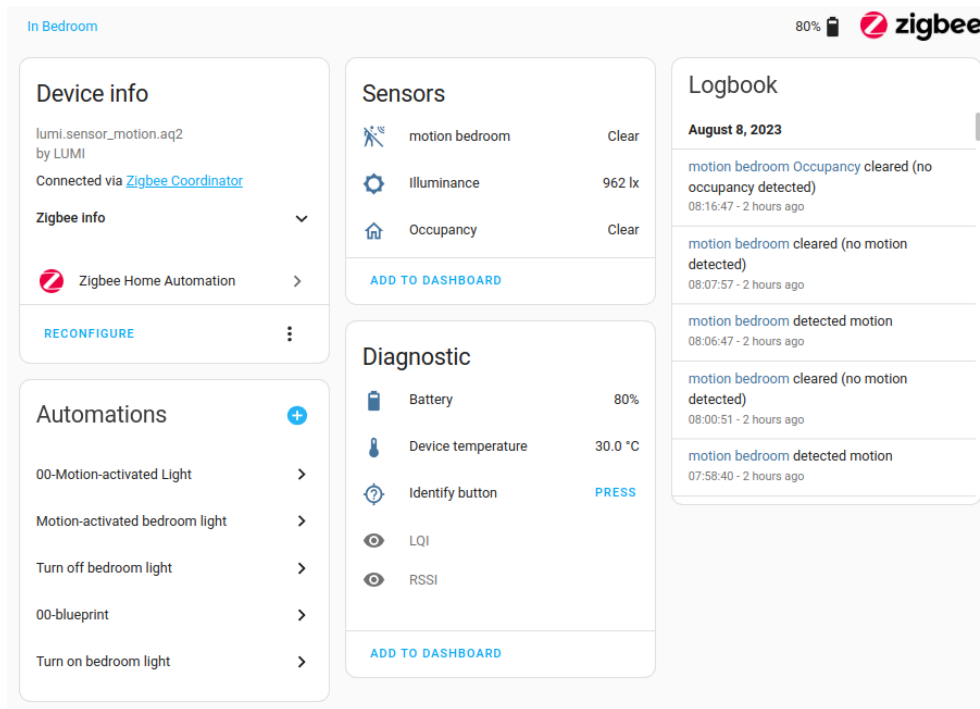 In Bedroom
80%
zigbee
Device info
lumi.sensor_motion.aq2
by LUMI
Connected via Zigbee Coordinator
Zigbee info
Zigbee Home Automation
RECONFIGURE
Automations
00-Motion-activated Light
Motion-activated bedroom light
Turn off bedroom light
00-blueprint
Turn on bedroom light
Sensors
motion bedroom Clear
Illuminance 962 lx
Occupancy Clear
ADD TO DASHBOARD
Diagnostic
Battery 80%
Device temperature 30.0 °C
Identify button PRESS
LQI
RSSI
ADD TO DASHBOARD
Logbook
August 8, 2023
motion bedroom Occupancy cleared (no
occupancy detected)
08:16:47 - 2 hours ago
motion bedroom cleared (no motion
detected)
08:07:57 - 2 hours ago
motion bedroom detected motion
08:06:47 - 2 hours ago
motion bedroom cleared (no motion
detected)
08:00:51 - 2 hours ago
motion bedroom detected motion
07:58:40 - 2 hours ago